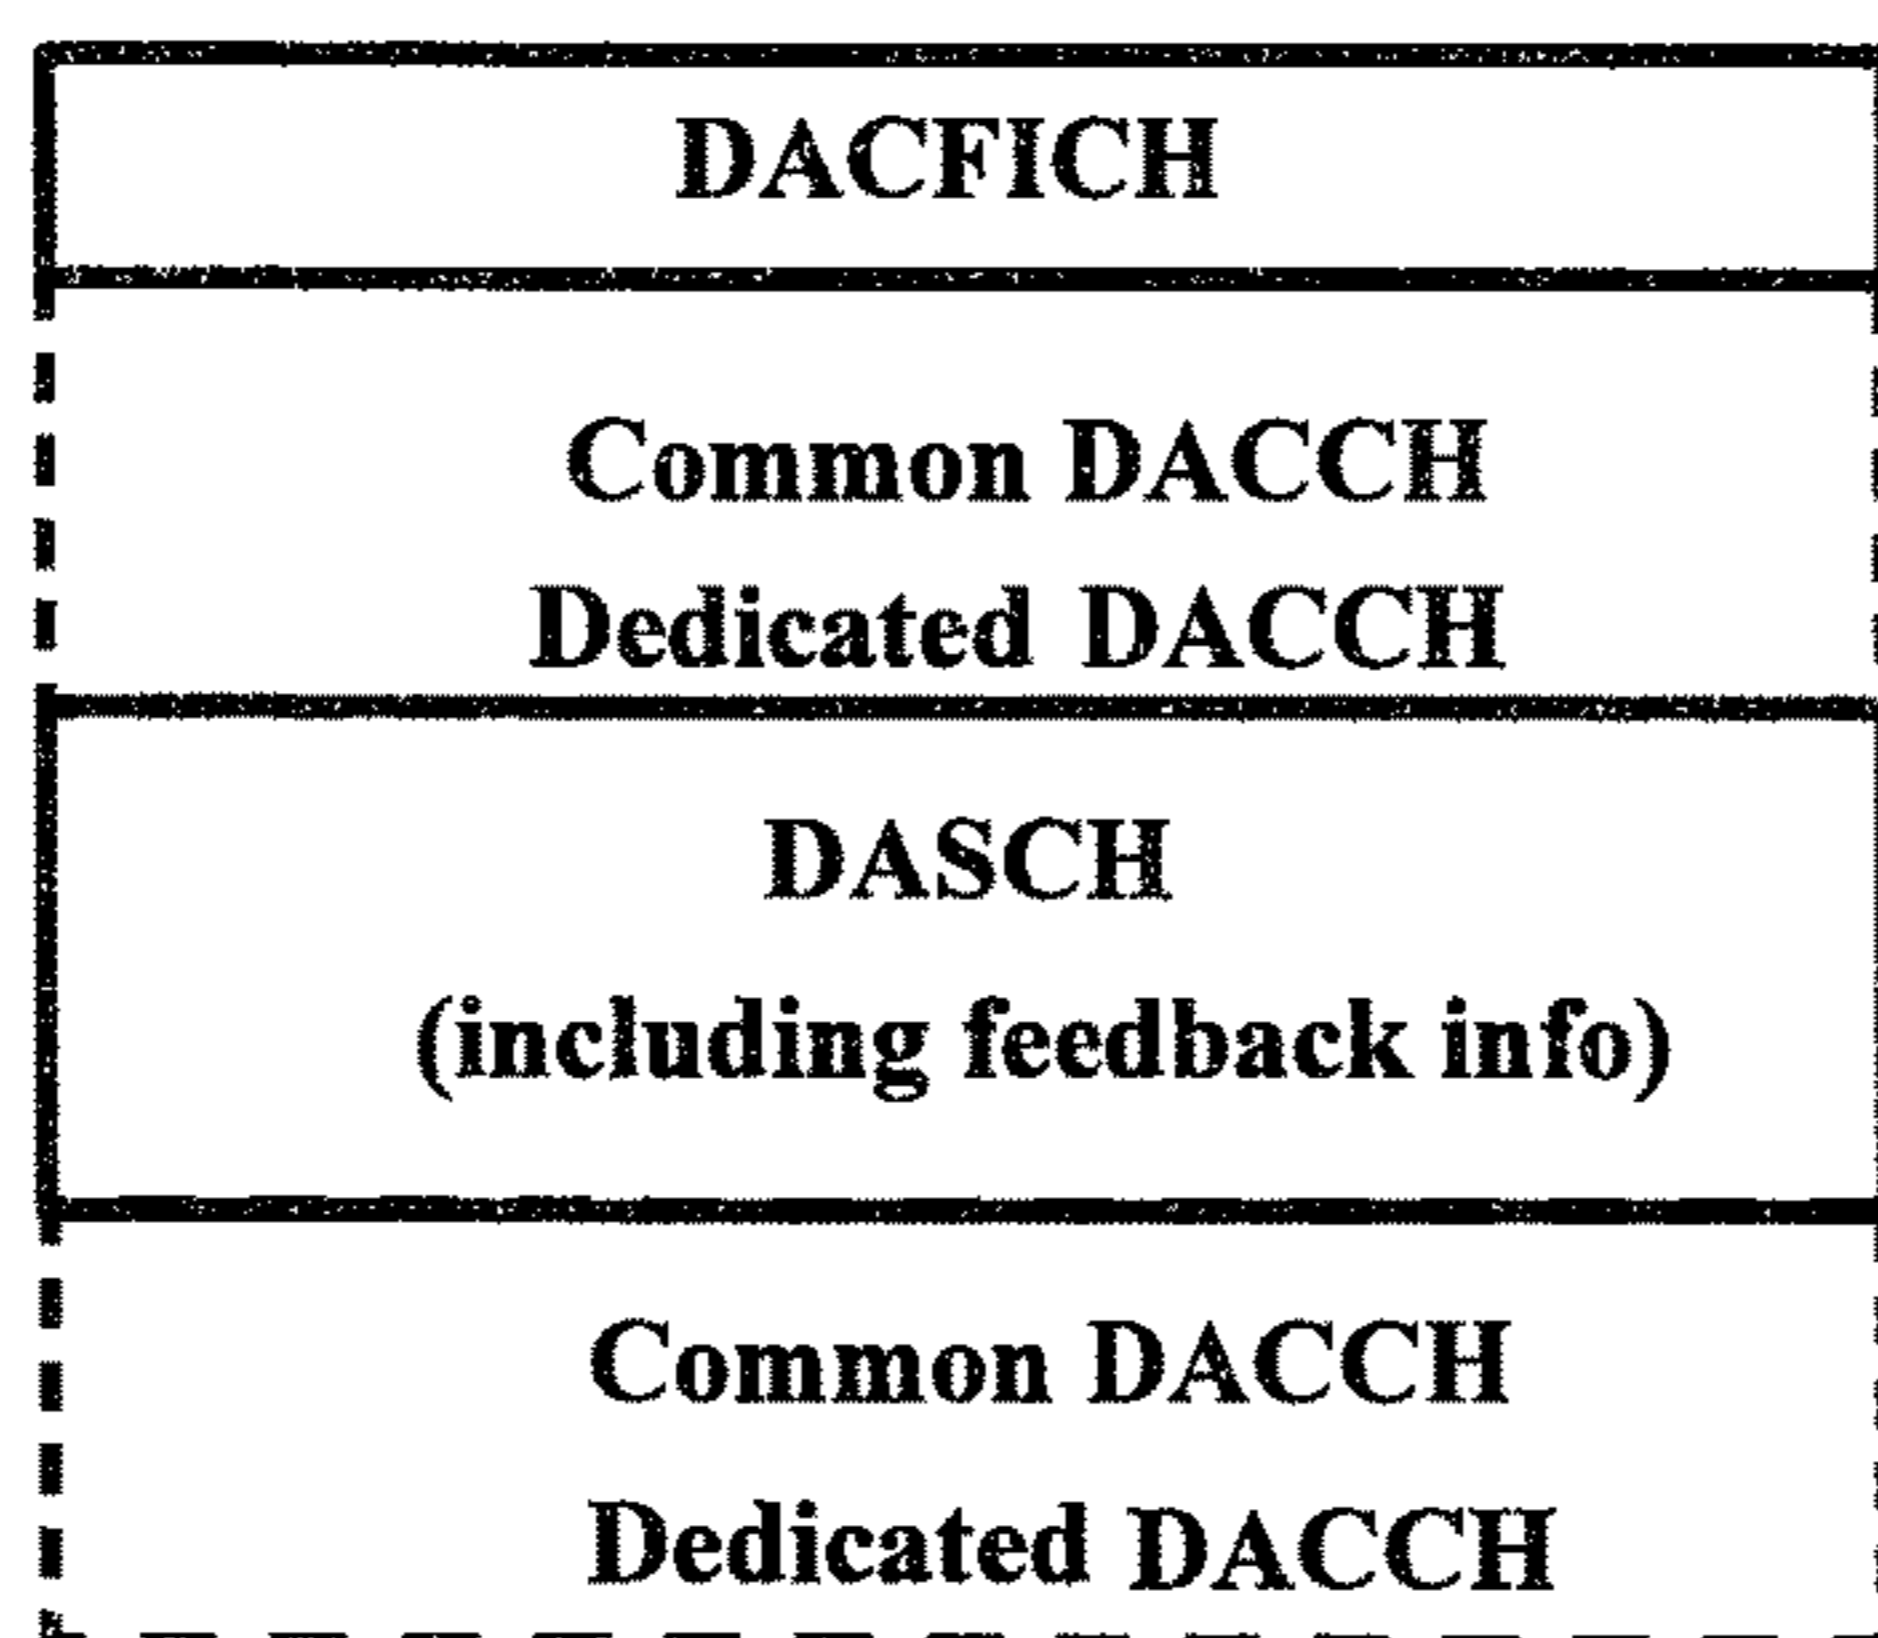 DACFICH
Common DACCH
Dedicated DACCH
DASCH
(including feedback info)
Common DACCH
Dedicated DACCH